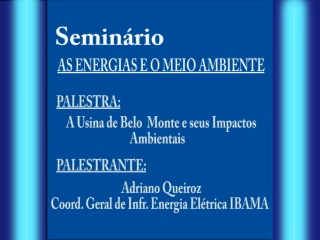 Seminário
AS ENERGIAS E O MEIO AMBIENTE
PALESTRA:
A Usina de Belo Monte e seus Impactos
Ambientais
PALESTRANTE:
Adriano Queiroz
Coord. Geral de Infr. Energia Elétrica IBAMA